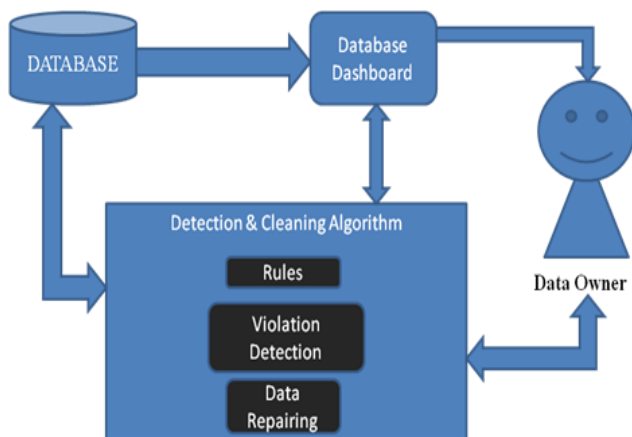 DATABASE
Database
Dashboard
Detection & Cleaning Algorithm
Rules
Violation
Detection
Data
Repairing
Data Owner